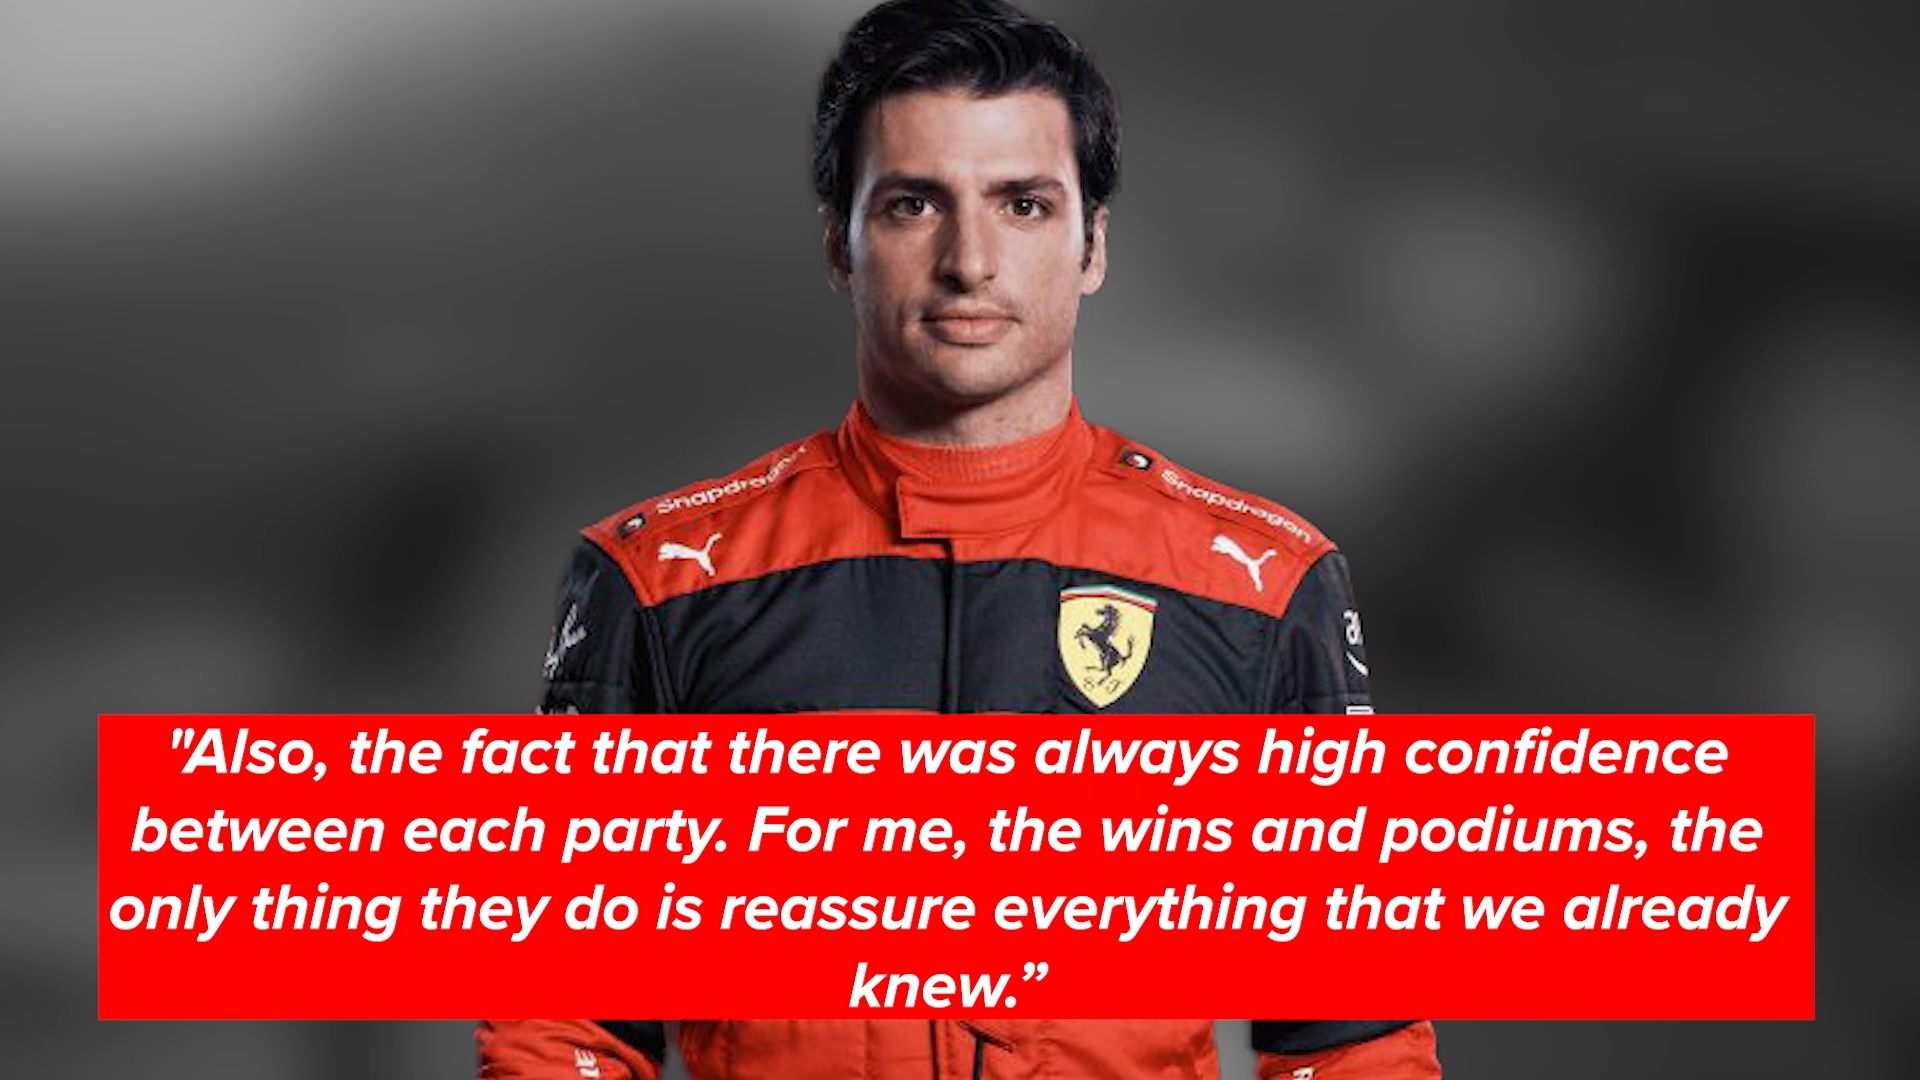 Snapdragon
Snapdragon
S F
"Also, the fact that there was always high confidence
between each party. For me, the wins and podiums, the
only thing they do is reassure everything that we already
knew.”